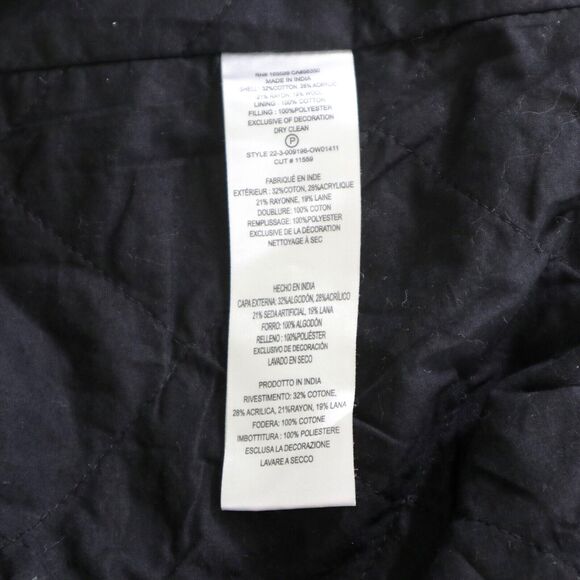 MADE IN INDIA
SHELL: 32%COTON, 28% ACRYLIC
21% RAYON, 19% WOOL
LINING : 100% COTTON
FILLING : 100%POLYESTER
EXCLUSIVE OF DECORATION
DRY CLEAN
P
STYLE 22-3-009196-OW01411
CUT # 11559
FABRIQUÉ EN INDE
EXTÉRIEUR : 32%COTON, 28%ACRYLIQUE
21% RAYONNE, 19% LAINE
DOUBLURE: 100% COTON
REMPLISSAGE: 100%POLYESTER
EXCLUSIVE DE LA DÉCORATION
NETTOYAGE À SEC
HECHO EN INDIA
CAPA EXTERNA: 32%ALGODÓN, 28%ACRÍLICO
21% SEDA ARTIFICIAL, 19% LANA
FORRO: 100% ALGODÓN
RELLENO : 100%POLIÉSTER
EXCLUSIVO DE DECORACIÓN
LAVADO EN SECO
PRODOTTO IN INDIA
RIVESTIMENTO: 32% COTONE,
28% ACRILICA, 21%RAYON, 19% LANA
FODERA: 100% COTONE
IMBOTTITURA : 100% POLIESTERE
ESCLUSA LA DECORAZIONE
LAVARE A SECCO